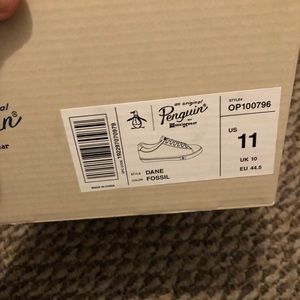 an original
Penguin®
by Munsingwear
STYLE# OP100796
US 11
UK 10
EU 44.5
STYLE: DANE
COLOR: FOSSIL
MADE IN CHINA
wear